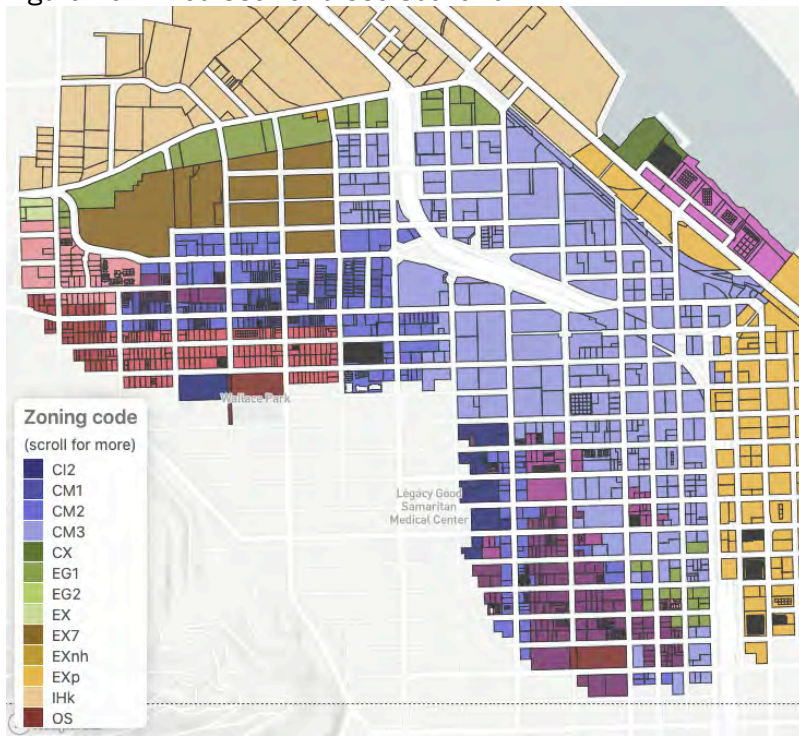 Wallace Park
Zoning code
(scroll for more)
CI2
CM1
CM2
CM3
CX
EG1
EG2
EX
EX7
EXnh
EXp
IHk
OS
Legacy Good
Samaritan
Medical Center